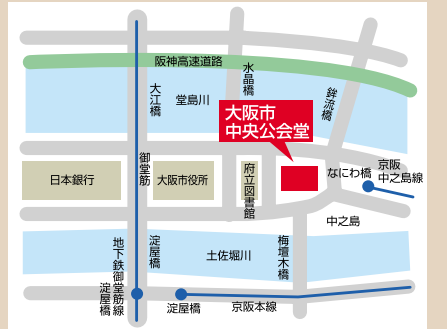 阪神高速道路
水晶橋
大江橋
堂島川
鉾流橋
大阪市
中央公会堂
御堂筋
日本銀行
大阪市役所
府立図書館
なにわ橋
京阪
中之島線
中之島
淀屋橋
土佐堀川
栴壇木橋
地下鉄御堂筋線
淀屋橋
淀屋橋
京阪本線